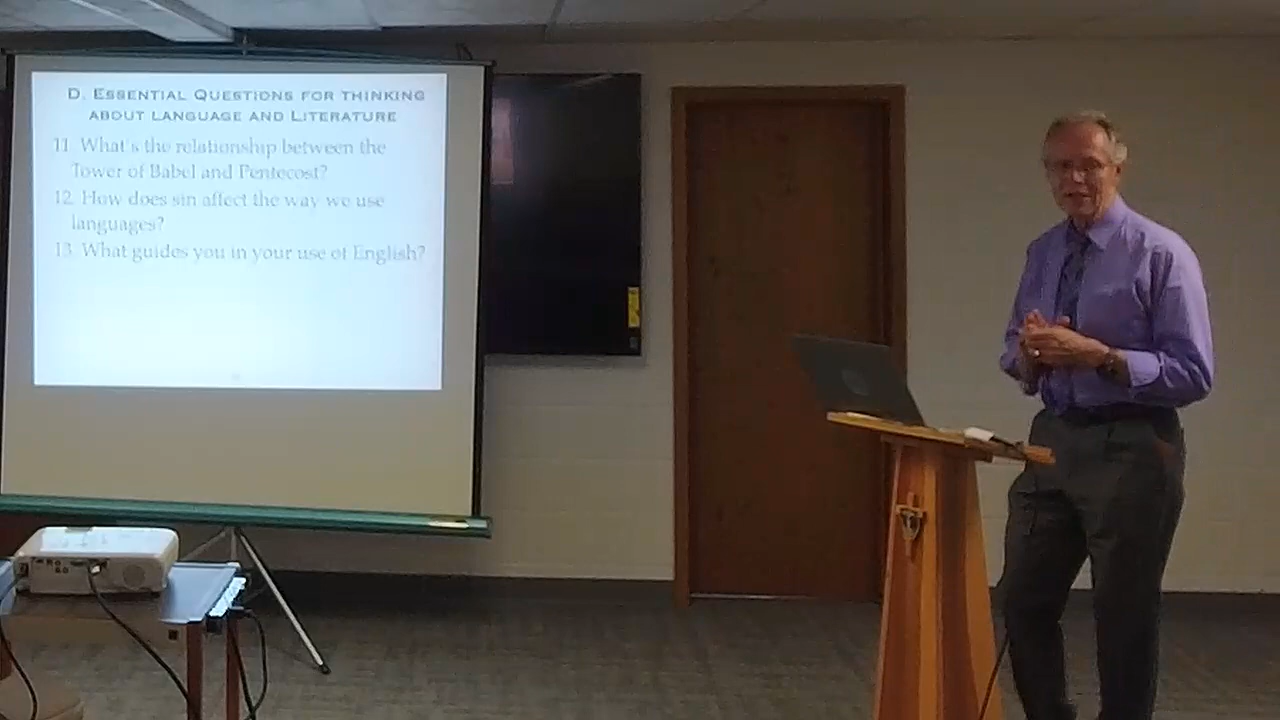 D. Essential Questions for thinking
about language and Literature
11. What's the relationship between the
Tower of Babel and Pentecost?
12. How does sin affect the way we use
languages?
13. What guides you in your use of English?